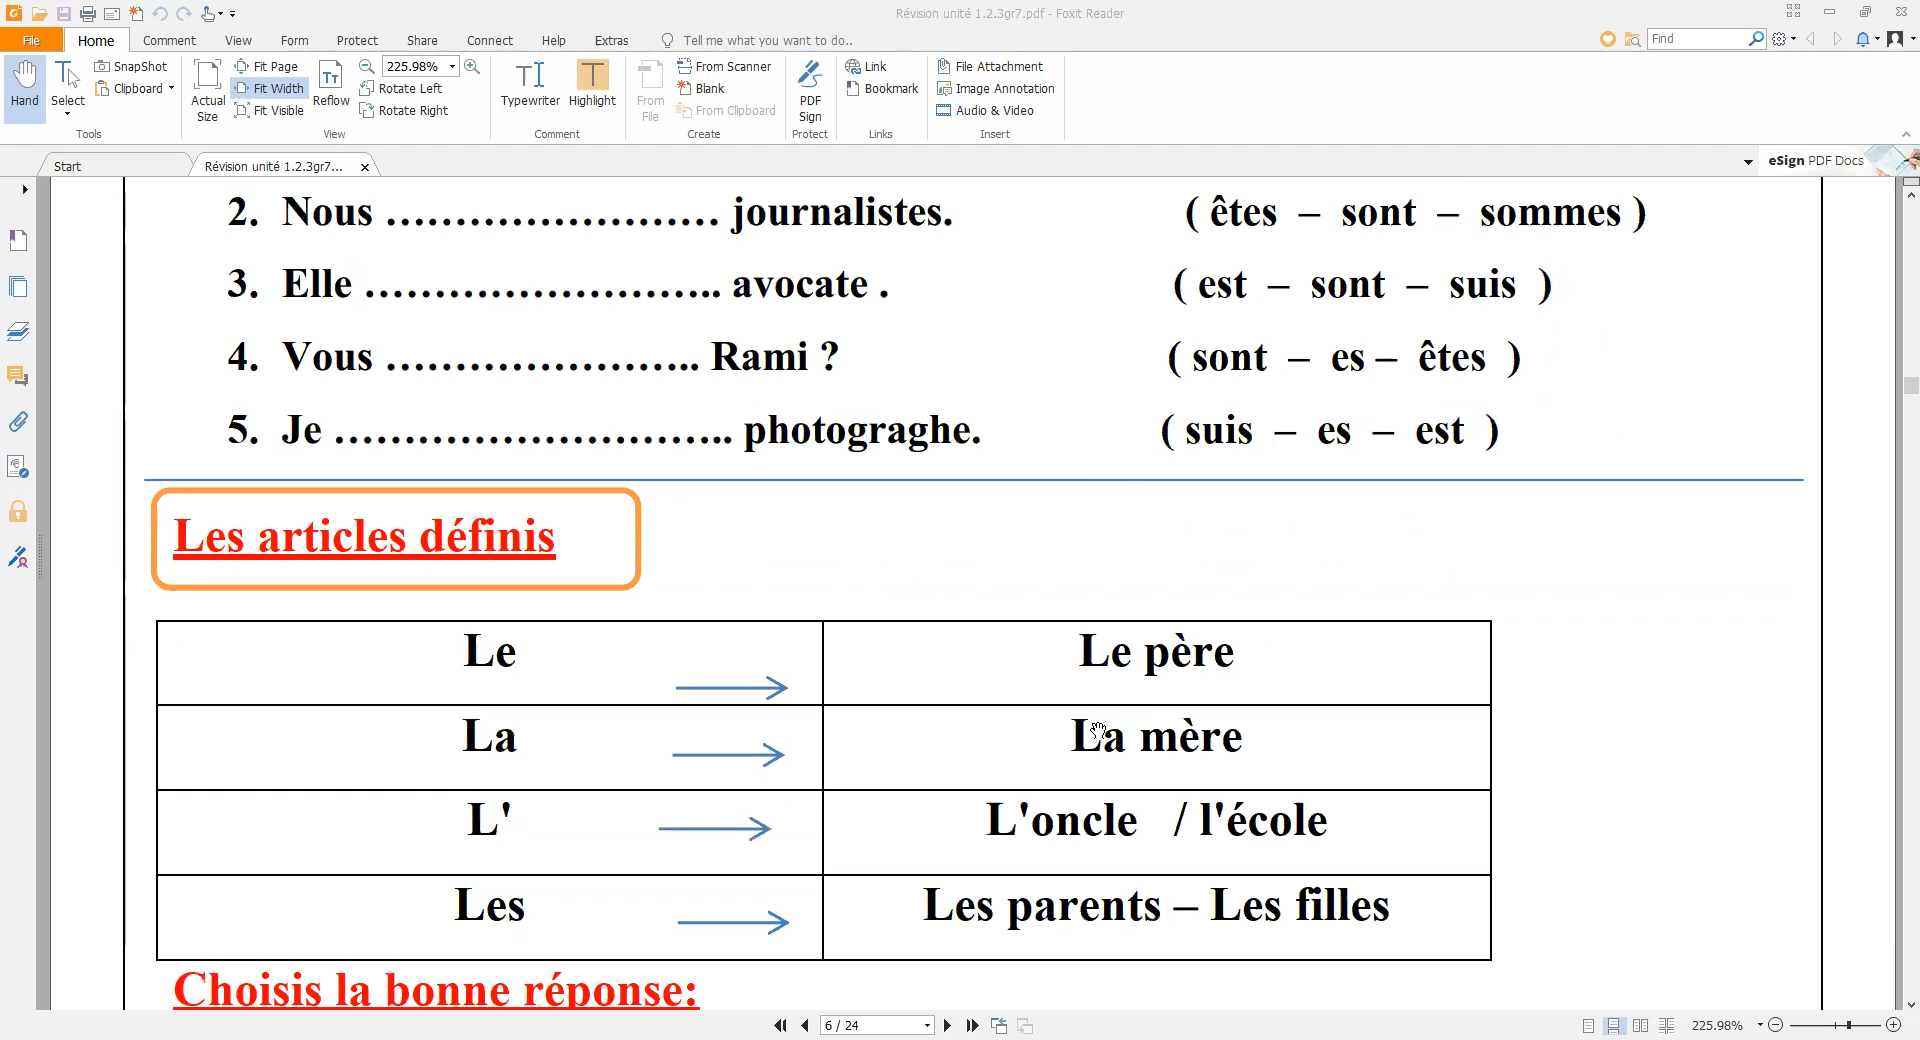 Révision unité 1.2.3gr7.pdf - Foxit Reader
File Home Comment View Form Protect Share Connect Help Extras Tell me what you want to do.. Find
Hand Select SnapShot Clipboard Actual Size Fit Page Fit Width Fit Visible Reflow 225.98% Rotate Left Rotate Right Typewriter Highlight From File From Scanner Blank From Clipboard PDF Sign Link Bookmark File Attachment Image Annotation Audio & Video
Tools View Comment Create Protect Links Insert
Start Révision unité 1.2.3gr7... eSign PDF Docs
2. Nous ........................ journalistes. ( êtes – sont – sommes )
3. Elle ........................... avocate . ( est – sont – suis )
4. Vous ........................ Rami ? ( sont – es – êtes )
5. Je ............................. photograghe. ( suis – es – est )
Les articles définis
Le Le père
La La mère
L' L'oncle / l'école
Les Les parents – Les filles
Choisis la bonne réponse:
6 / 24 225.98%